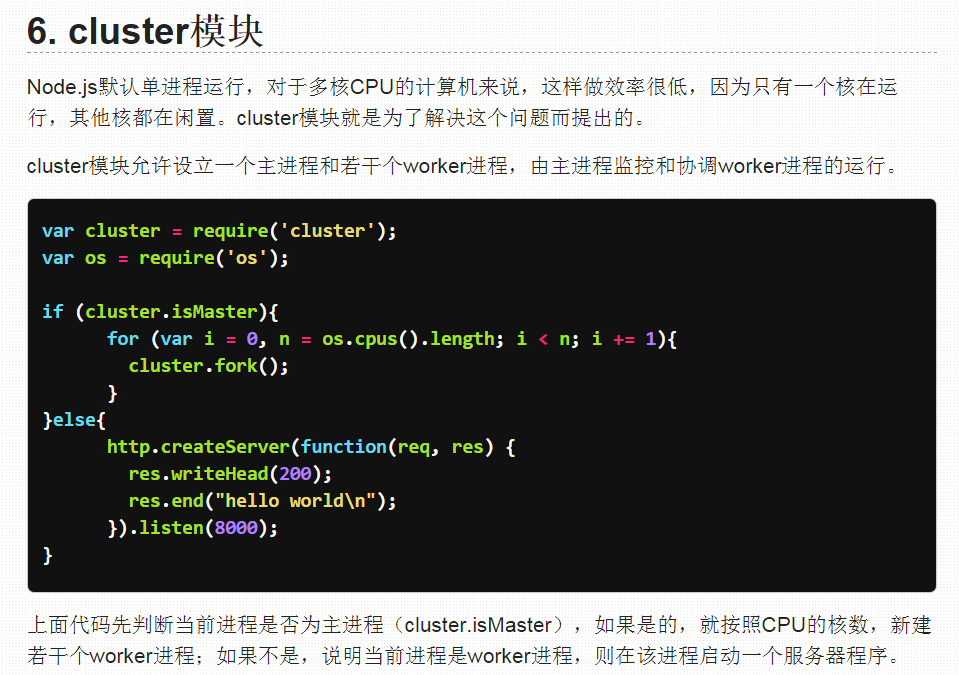 6. cluster模块
Node.js默认单进程运行，对于多核CPU的计算机来说，这样做效率很低，因为只有一个核在运
行，其他核都在闲置。cluster模块就是为了解决这个问题而提出的。
cluster模块允许设立一个主进程和若干个worker进程，由主进程监控和协调worker进程的运行。
var cluster = require('cluster');
var os = require('os');
if (cluster.isMaster){
      for (var i = 0, n = os.cpus().length; i < n; i += 1){
        cluster.fork();
      }
}else{
      http.createServer(function(req, res) {
        res.writeHead(200);
        res.end("hello world\n");
      }).listen(8000);
}
上面代码先判断当前进程是否为主进程（cluster.isMaster），如果是的，就按照CPU的核数，新建
若干个worker进程；如果不是，说明当前进程是worker进程，则在该进程启动一个服务器程序。